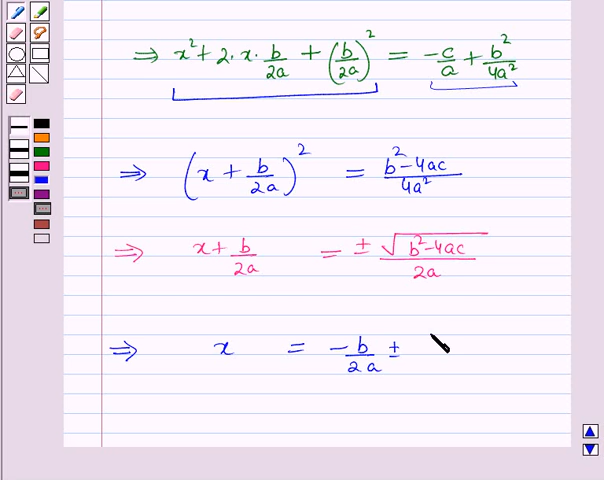 ⇒ x² + 2·x·b/2a + (b/2a)² = -c/a + b²/4a²
⇒ (x + b/2a)² = b²-4ac/4a²
⇒ x + b/2a = ± √b²-4ac/2a
⇒ x = -b/2a ±